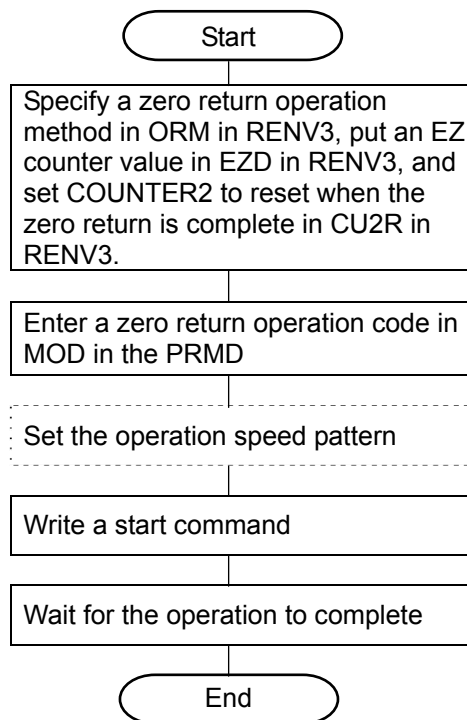 Start
Specify a zero return operation
method in ORM in RENV3, put an EZ
counter value in EZD in RENV3, and
set COUNTER2 to reset when the
zero return is complete in CU2R in
RENV3.
Enter a zero return operation code in
MOD in the PRMD
Set the operation speed pattern
Write a start command
Wait for the operation to complete
End